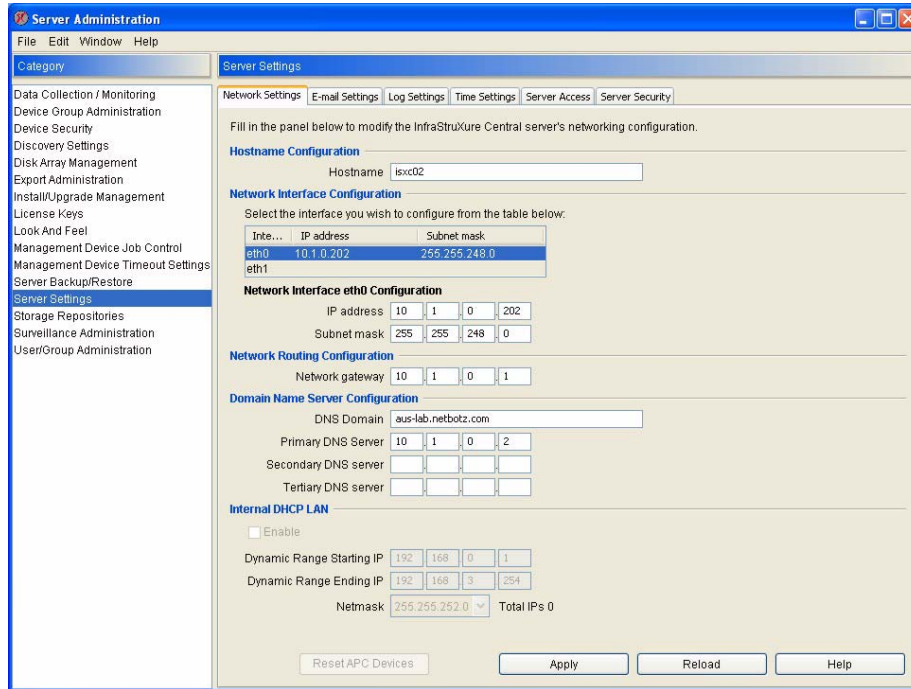 Server Administration
File Edit Window Help
Category
Data Collection / Monitoring
Device Group Administration
Device Security
Discovery Settings
Disk Array Management
Export Administration
Install/Upgrade Management
License Keys
Look And Feel
Management Device Job Control
Management Device Timeout Settings
Server Backup/Restore
Server Settings
Storage Repositories
Surveillance Administration
User/Group Administration
Server Settings
Network Settings E-mail Settings Log Settings Time Settings Server Access Server Security
Fill in the panel below to modify the InfraStruXure Central server's networking configuration.
Hostname Configuration
Hostname isxc02
Network Interface Configuration
Select the interface you wish to configure from the table below:
Inte... IP address Subnet mask
eth0 10.1.0.202 255.255.248.0
eth1
Network Interface eth0 Configuration
IP address 10 . 1 . 0 . 202
Subnet mask 255 . 255 . 248 . 0
Network Routing Configuration
Network gateway 10 . 1 . 0 . 1
Domain Name Server Configuration
DNS Domain aus-lab.netbotz.com
Primary DNS Server 10 . 1 . 0 . 2
Secondary DNS server . . .
Tertiary DNS server . . .
Internal DHCP LAN
Enable
Dynamic Range Starting IP 192 . 168 . 0 . 1
Dynamic Range Ending IP 192 . 168 . 3 . 254
Netmask 255.255.252.0 Total IPs 0
Reset APC Devices Apply Reload Help